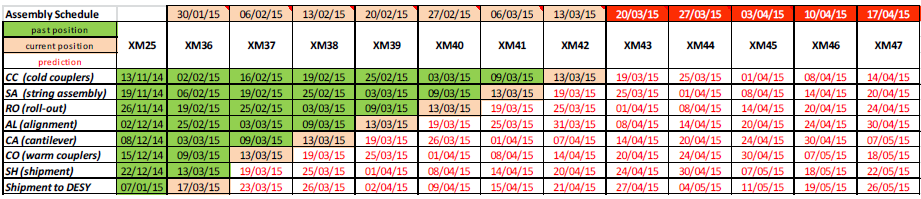 Assembly Schedule 30/01/15 06/02/15 13/02/15 20/02/15 27/02/15 06/03/15 13/03/15 20/03/15 27/03/15 03/04/15 10/04/15 17/04/15
past position
current position XM25 XM36 XM37 XM38 XM39 XM40 XM41 XM42 XM43 XM44 XM45 XM46 XM47
prediction
CC (cold couplers) 13/11/14 02/02/15 16/02/15 19/02/15 25/02/15 03/03/15 09/03/15 13/03/15 19/03/15 25/03/15 01/04/15 08/04/15 14/04/15
SA (string assembly) 19/11/14 06/02/15 19/02/15 25/02/15 03/03/15 09/03/15 13/03/15 19/03/15 25/03/15 01/04/15 08/04/15 14/04/15 20/04/15
RO (roll-out) 26/11/14 19/02/15 25/02/15 03/03/15 09/03/15 13/03/15 19/03/15 25/03/15 01/04/15 08/04/15 14/04/15 20/04/15 24/04/15
AL (alignment) 02/12/14 25/02/15 03/03/15 09/03/15 13/03/15 19/03/15 25/03/15 31/03/15 08/04/15 14/04/15 20/04/15 24/04/15 30/04/15
CA (cantilever) 08/12/14 03/03/15 09/03/15 13/03/15 19/03/15 26/03/15 01/04/15 07/04/15 14/04/15 20/04/15 24/04/15 30/04/15 07/05/15
CO (warm couplers) 15/12/14 09/03/15 13/03/15 19/03/15 25/03/15 01/04/15 08/04/15 14/04/15 20/04/15 24/04/15 30/04/15 07/05/15 18/05/15
SH (shipment) 22/12/14 13/03/15 19/03/15 25/03/15 01/04/15 08/04/15 14/04/15 20/04/15 24/04/15 30/04/15 07/05/15 18/05/15 22/05/15
Shipment to DESY 07/01/15 17/03/15 23/03/15 26/03/15 02/04/15 09/04/15 15/04/15 21/04/15 27/04/15 04/05/15 11/05/15 19/05/15 26/05/15